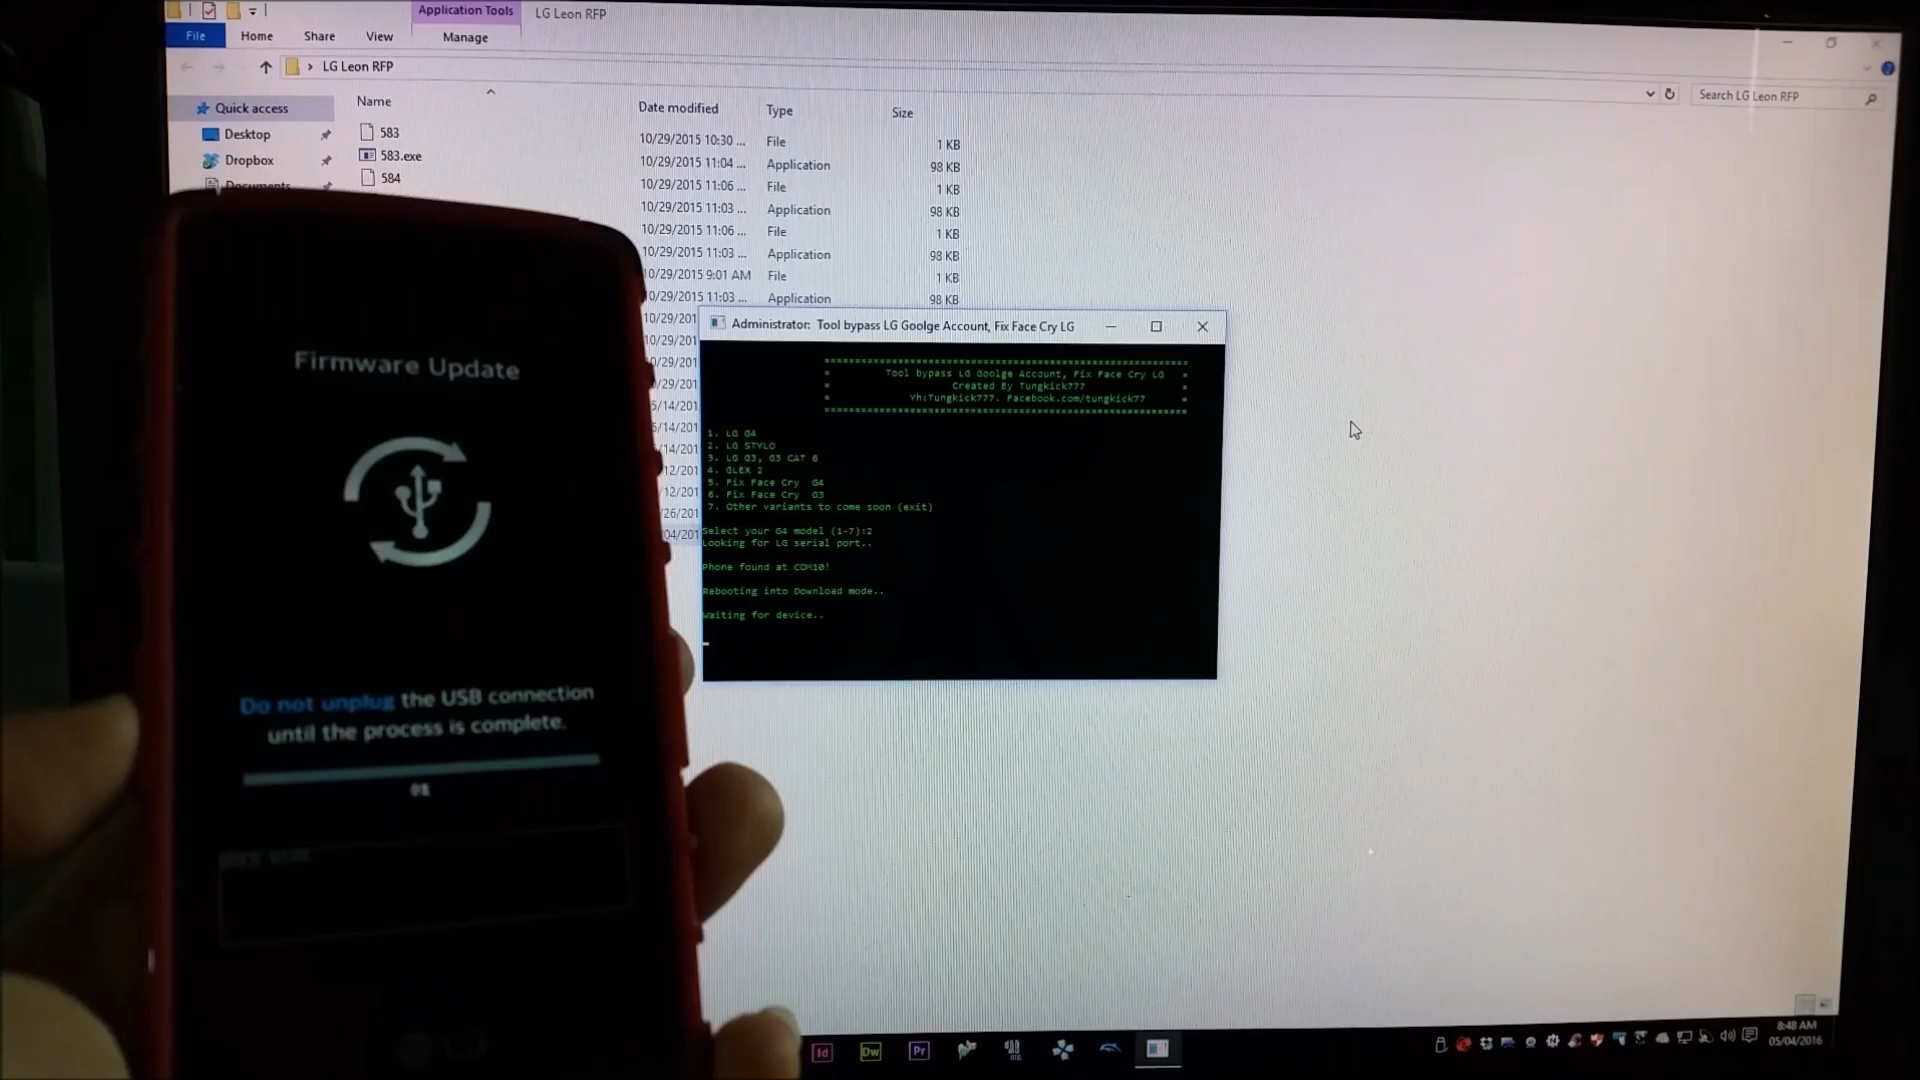 Application Tools
LG Leon RFP
File
Home
Share
View
Manage
LG Leon RFP
Search LG Leon RFP
Quick access
Desktop
Dropbox
Documents
Name
Date modified
Type
Size
583
10/29/2015 10:30 ...
File
1 KB
583.exe
10/29/2015 11:04 ...
Application
98 KB
584
10/29/2015 11:06 ...
File
1 KB
10/29/2015 11:03 ...
Application
98 KB
10/29/2015 11:06 ...
File
1 KB
10/29/2015 11:03 ...
Application
98 KB
10/29/2015 9:01 AM
File
1 KB
10/29/2015 11:03 ...
Application
98 KB
Administrator: Tool bypass LG Goolge Account, Fix Face Cry LG
Tool bypass LG Goolge Account, Fix Face Cry LG
Created By Tungkick777
Vh:Tungkick777. Facebook.com/tungkick77
1. LG G4
2. LG STYLO
3. LG G3, G3 CAT 6
4. GLEX 2
5. Fix Face Cry G4
6. Fix Face Cry G3
7. Other variants to come soon (exit)
Select your G4 model (1-7):2
Looking for LG serial port..
Phone found at COM10!
Rebooting into Download mode..
Waiting for device..
Firmware Update
Do not unplug the USB connection
until the process is complete.
0%
Id
Dw
Pr
8:48 AM
05/04/2016